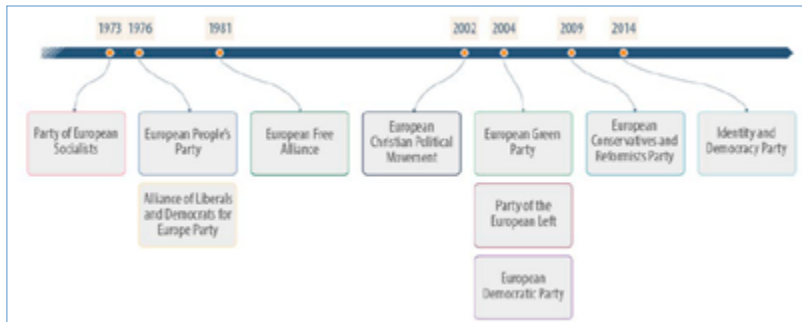 1973 1976 1981 2002 2004 2009 2014
Party of European
Socialists
European People's
Party
European Free
Alliance
European
Christian Political
Movement
European Green
Party
European
Conservatives and
Reformists Party
Identity and
Democracy Party
Alliance of Liberals
and Democrats for
Europe Party
Party of the
European Left
European
Democratic Party